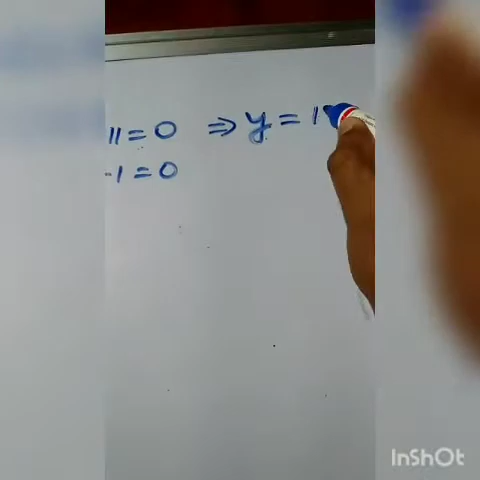 11 = 0 ⇒ y = 1
-1 = 0
InShOt